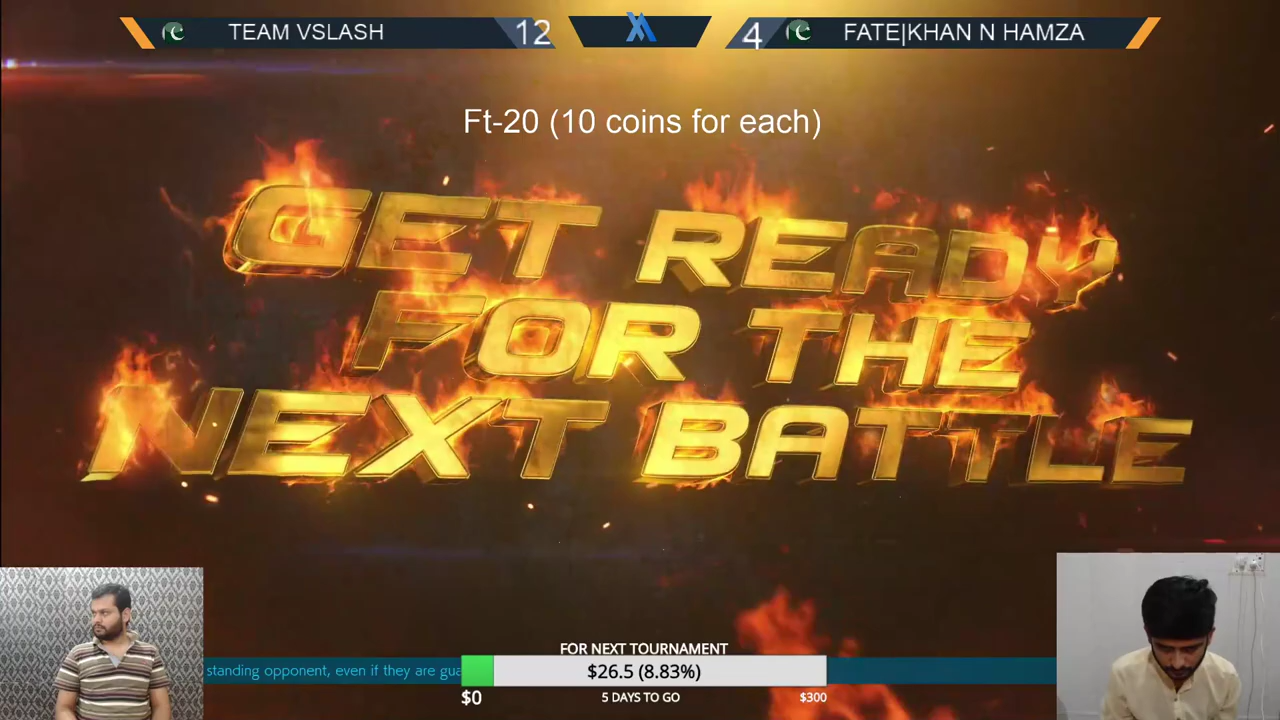 TEAM VSLASH 12 4 FATE|KHAN N HAMZA
Ft-20 (10 coins for each)
GET READY
FOR THE
NEXT BATTLE
FOR NEXT TOURNAMENT
standing opponent, even if they are gua
$26.5 (8.83%)
$0 5 DAYS TO GO $300